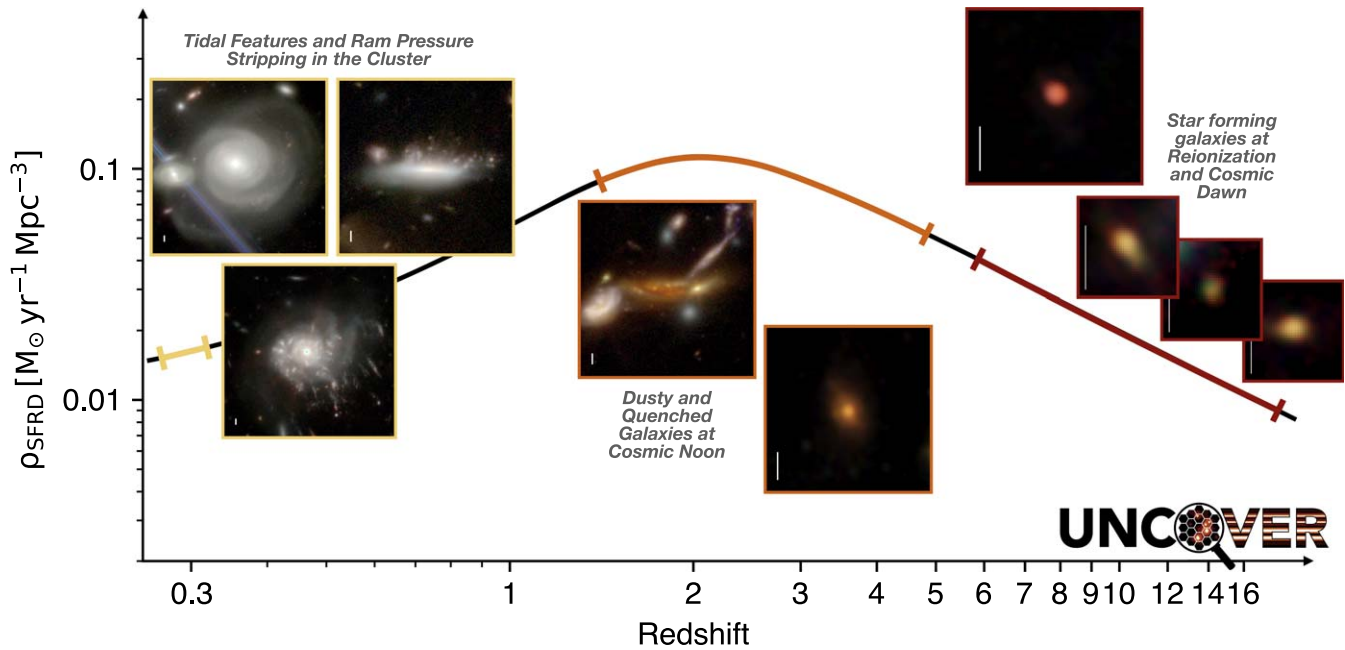 Tidal Features and Ram Pressure
Stripping in the Cluster
Star forming
galaxies at
Reionization
and Cosmic
Dawn
Dusty and
Quenched
Galaxies at
Cosmic Noon
ρSFRD [M⊙ yr⁻¹ Mpc⁻³]
0.1
0.01
UNCOVER
0.3 1 2 3 4 5 6 7 8 9 10 12 14 16
Redshift